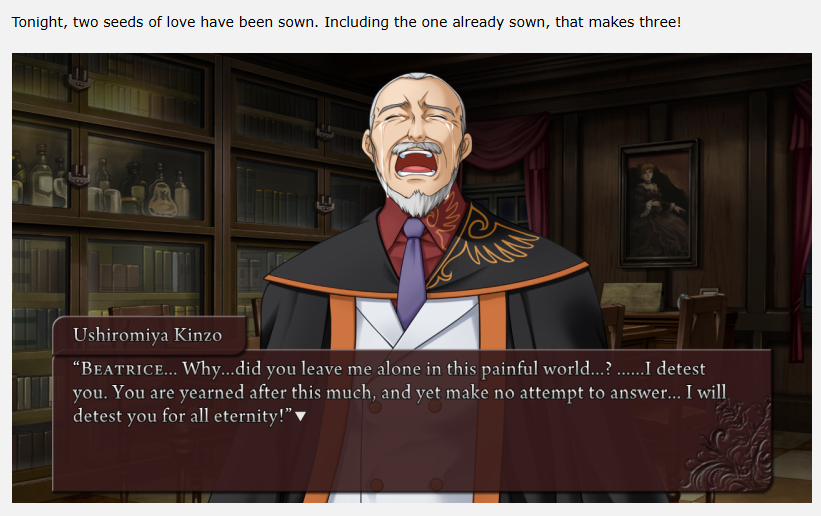 Tonight, two seeds of love have been sown. Including the one already sown, that makes three!
Ushiromiya Kinzo
“BEATRICE... Why...did you leave me alone in this painful world...? ......I detest
you. You are yearned after this much, and yet make no attempt to answer... I will
detest you for all eternity!”▼